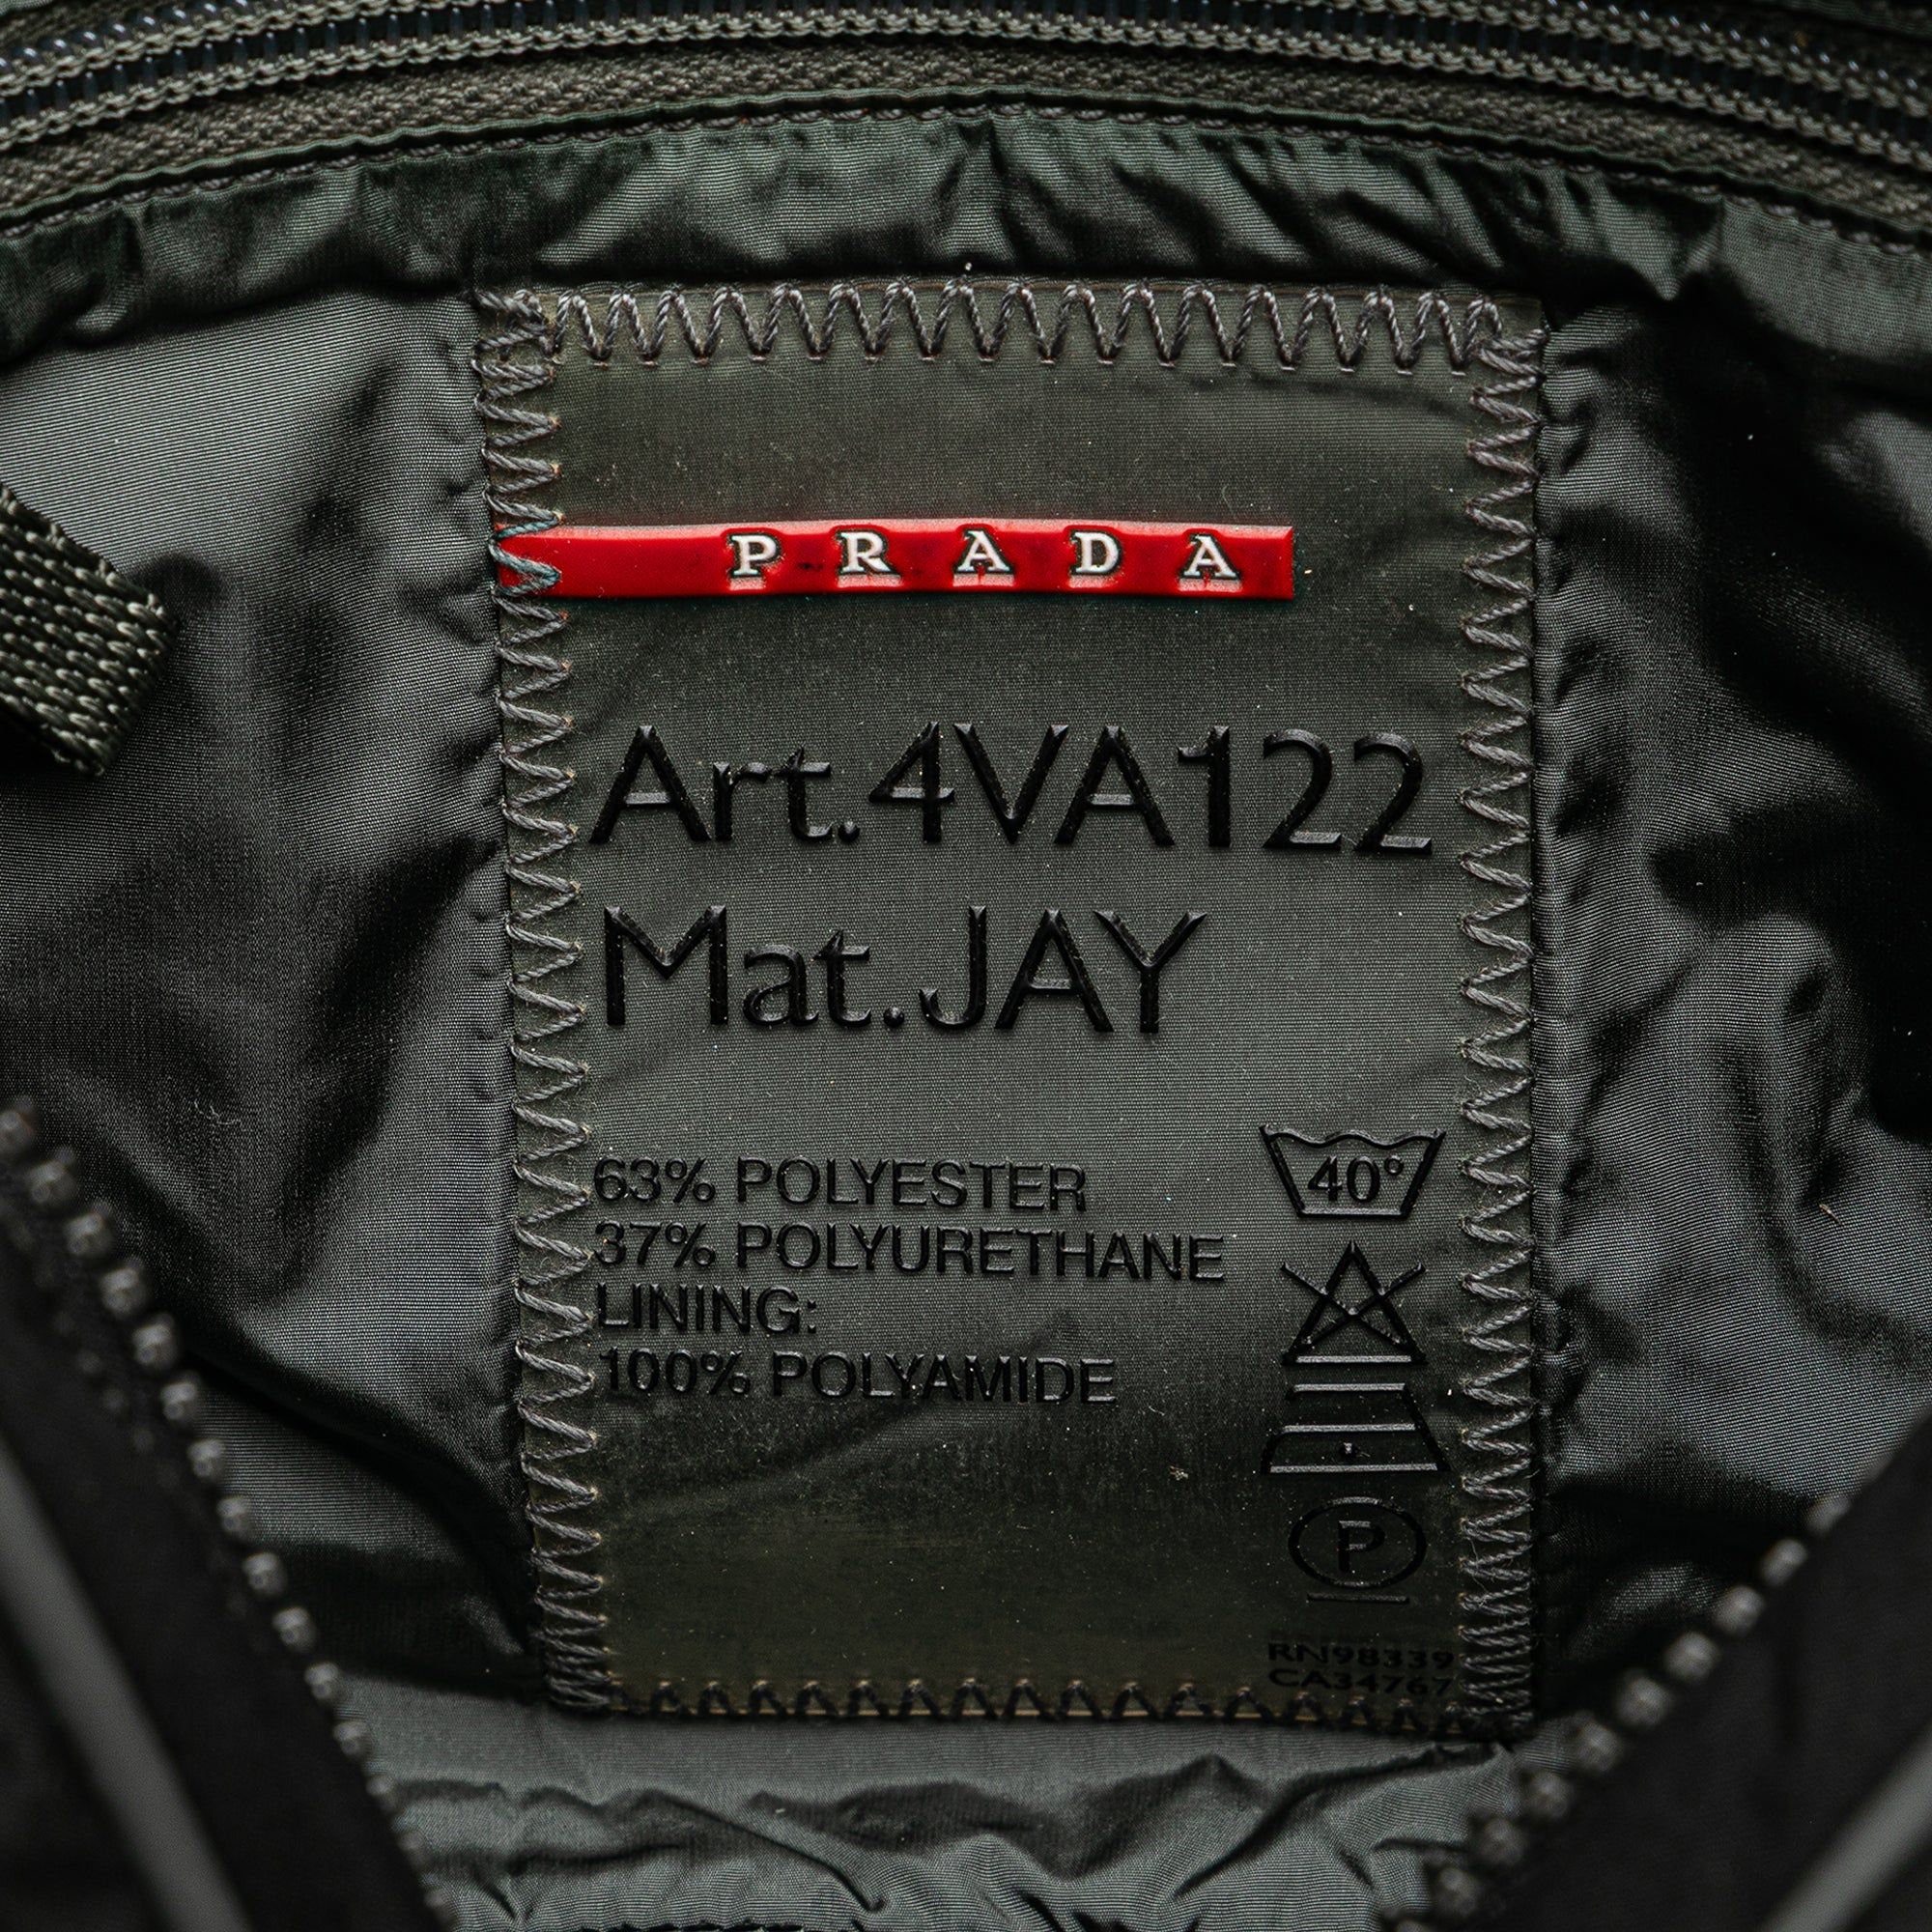 PRADA
Art.4VA122
Mat.JAY
63% POLYESTER
37% POLYURETHANE
LINING:
100% POLYAMIDE
40°
P
RN98339
CA34767